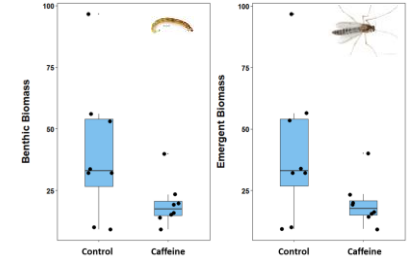 100
75
50
25
Benthic Biomass
Control
Caffeine
100
75
50
25
Emergent Biomass
Control
Caffeine